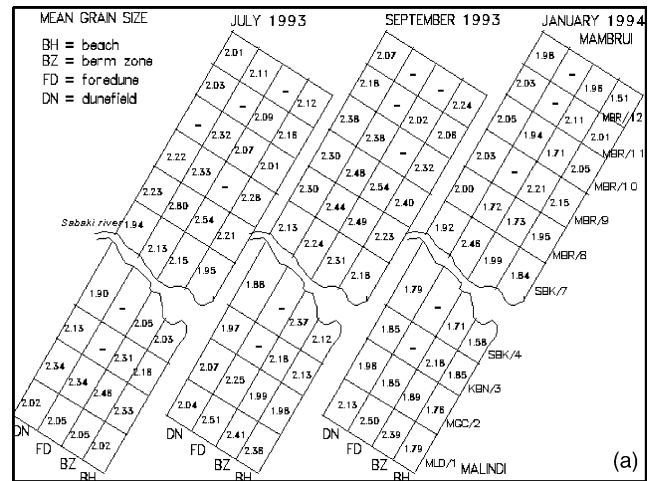 MEAN GRAIN SIZE
BH = beach
BZ = berm zone
FD = foredune
DN = dunefield
JULY 1993
2.01 2.11 – 2.12
2.03 – 2.09 2.16
– 2.32 2.07 2.01
2.22 2.33 – 2.28
2.23 2.80 2.54 2.21
1.94 2.13 2.15 1.95
Sabaki river
1.90 – 2.05 2.03
2.13 – 2.31 2.18
2.34 2.34 2.48 2.33
2.02 2.05 2.05 2.02
DN FD BZ BH
SEPTEMBER 1993
2.07 – – 2.24
2.18 – 2.02 2.06
2.38 2.38 – 2.32
2.30 2.48 2.54 2.40
2.30 2.44 2.49 2.23
2.13 2.24 2.31 2.18
1.88 – 2.37 2.12
1.97 – 2.18 2.13
2.07 2.25 1.99 1.98
2.04 2.51 2.41 2.38
DN FD BZ BH
JANUARY 1994
MAMBRUI
1.98 1.98 1.98 1.51 MBR/12
2.03 – 2.11 2.01 MBR/11
2.05 1.94 1.71 2.05 MBR/10
2.03 – 2.21 2.15 MBR/9
2.00 1.72 1.73 1.95 MBR/8
1.92 2.48 1.99 1.84 SBK/7
1.79 – 1.71 1.58 SBK/4
1.85 – 2.18 1.85 KBN/3
1.98 1.85 1.89 1.78 MGC/2
2.13 2.50 2.39 1.79 MLD/1
DN FD BZ BH
MALINDI
(a)